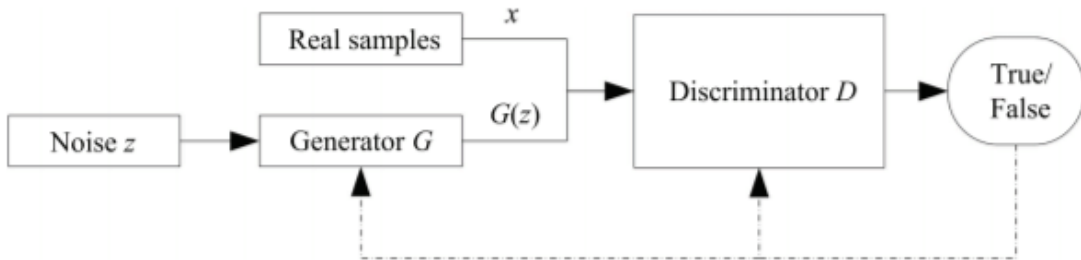 x
Real samples
True/
False
Discriminator D
G(z)
Noise z
Generator G